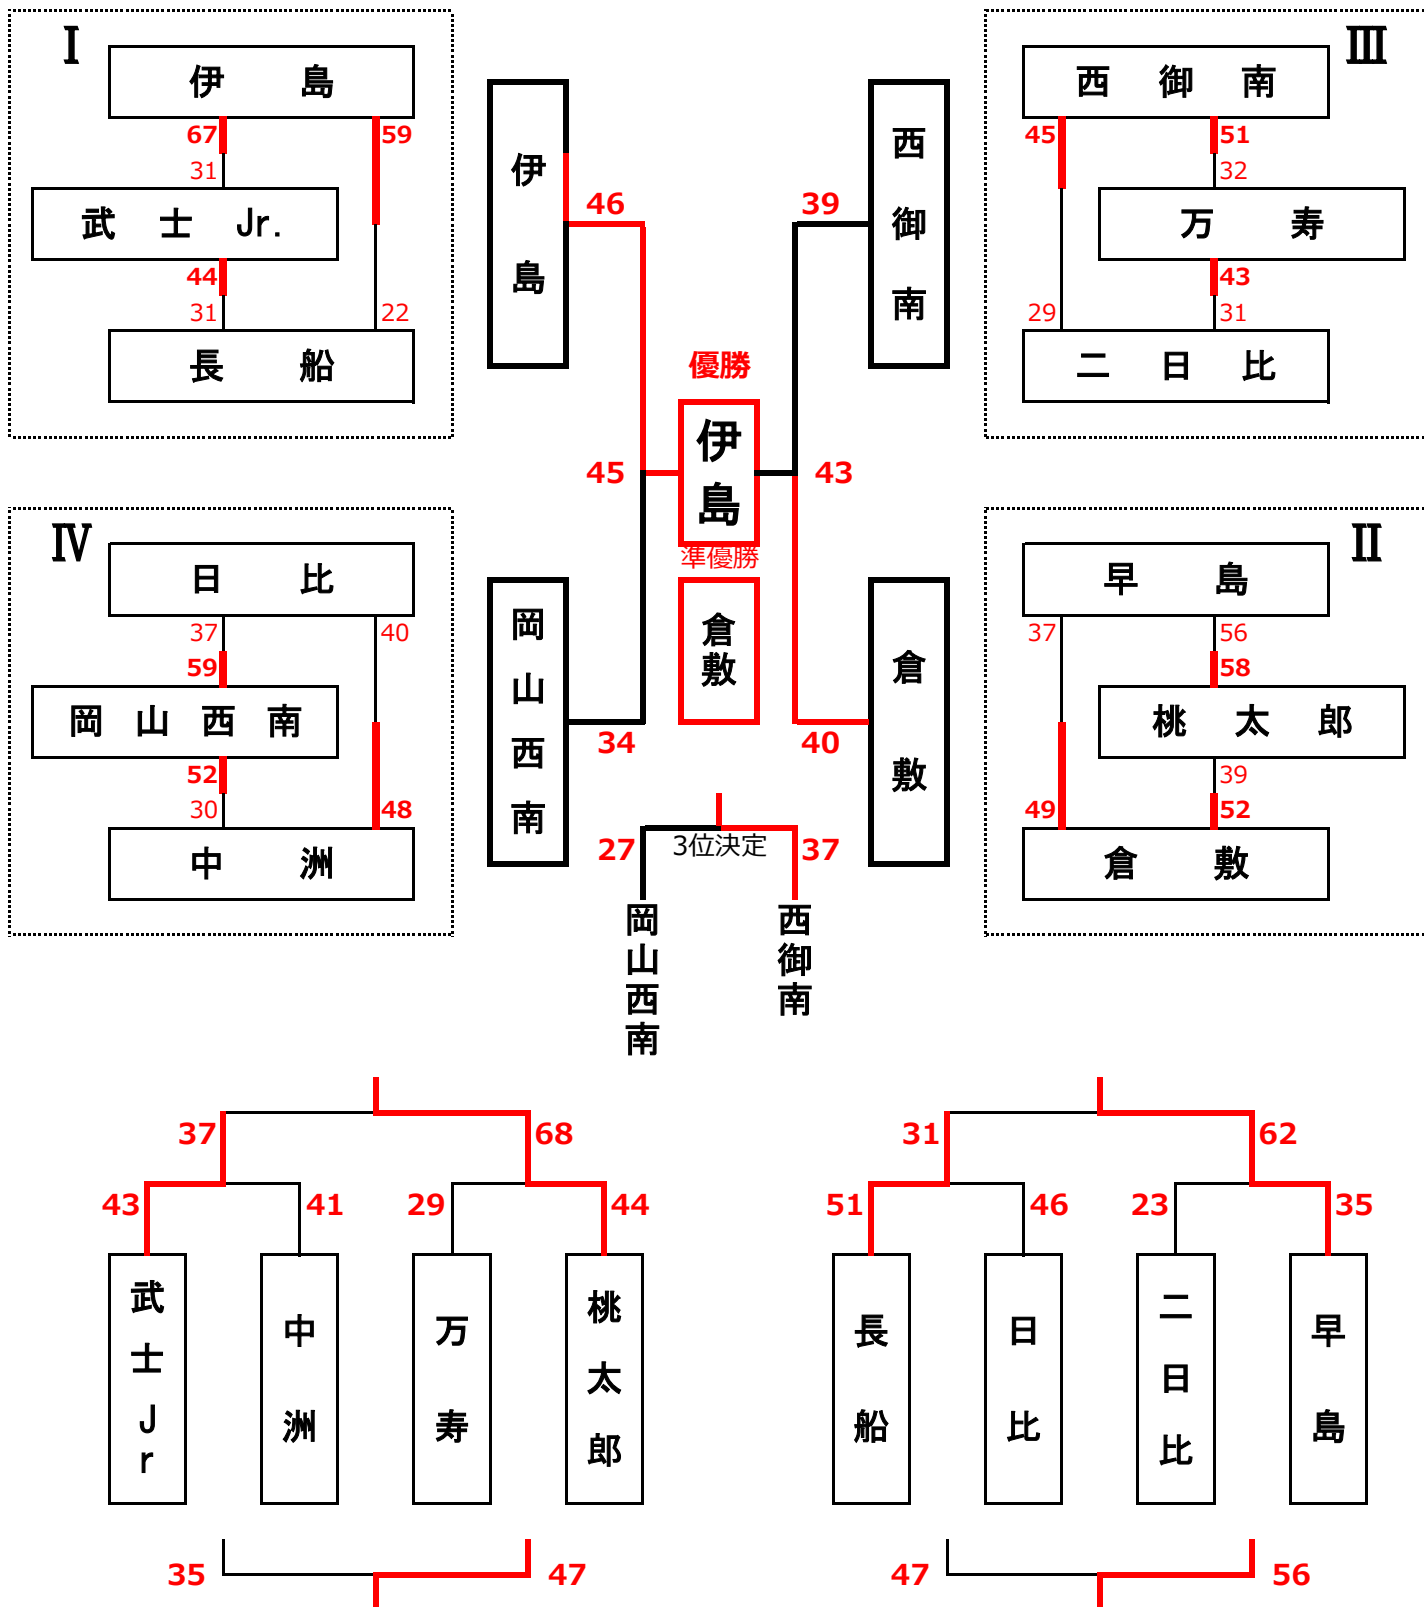 Ⅰ
伊島
67 59
31
武士Jr.
44
31 22
長船
Ⅲ
西御南
45 51
32
万寿
43
29 31
二日比
伊島
46
39
西御南
優勝
伊島
45
43
準優勝
倉敷
Ⅳ
日比
37 40
59
岡山西南
52
30 48
中洲
Ⅱ
早島
37 56
58
桃太郎
39
49 52
倉敷
岡山西南
34
40
倉敷
27
3位決定
37
岡山西南
西御南
37 68
43 41 29 44
武士Jr
中洲
万寿
桃太郎
35 47
31 62
51 46 23 35
長船
日比
二日比
早島
47 56